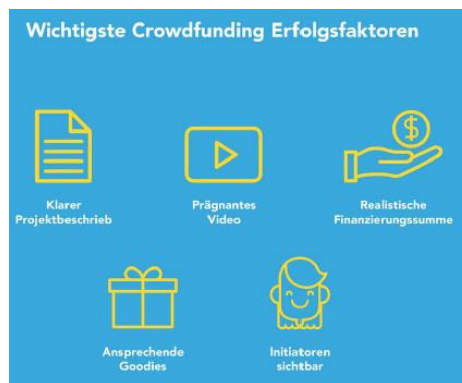 Wichtigste Crowdfunding Erfolgsfaktoren
$
Klarer
Projektbeschrieb
Prägnantes
Video
Realistische
Finanzierungssumme
Ansprechende
Goodies
Initiatoren
sichtbar